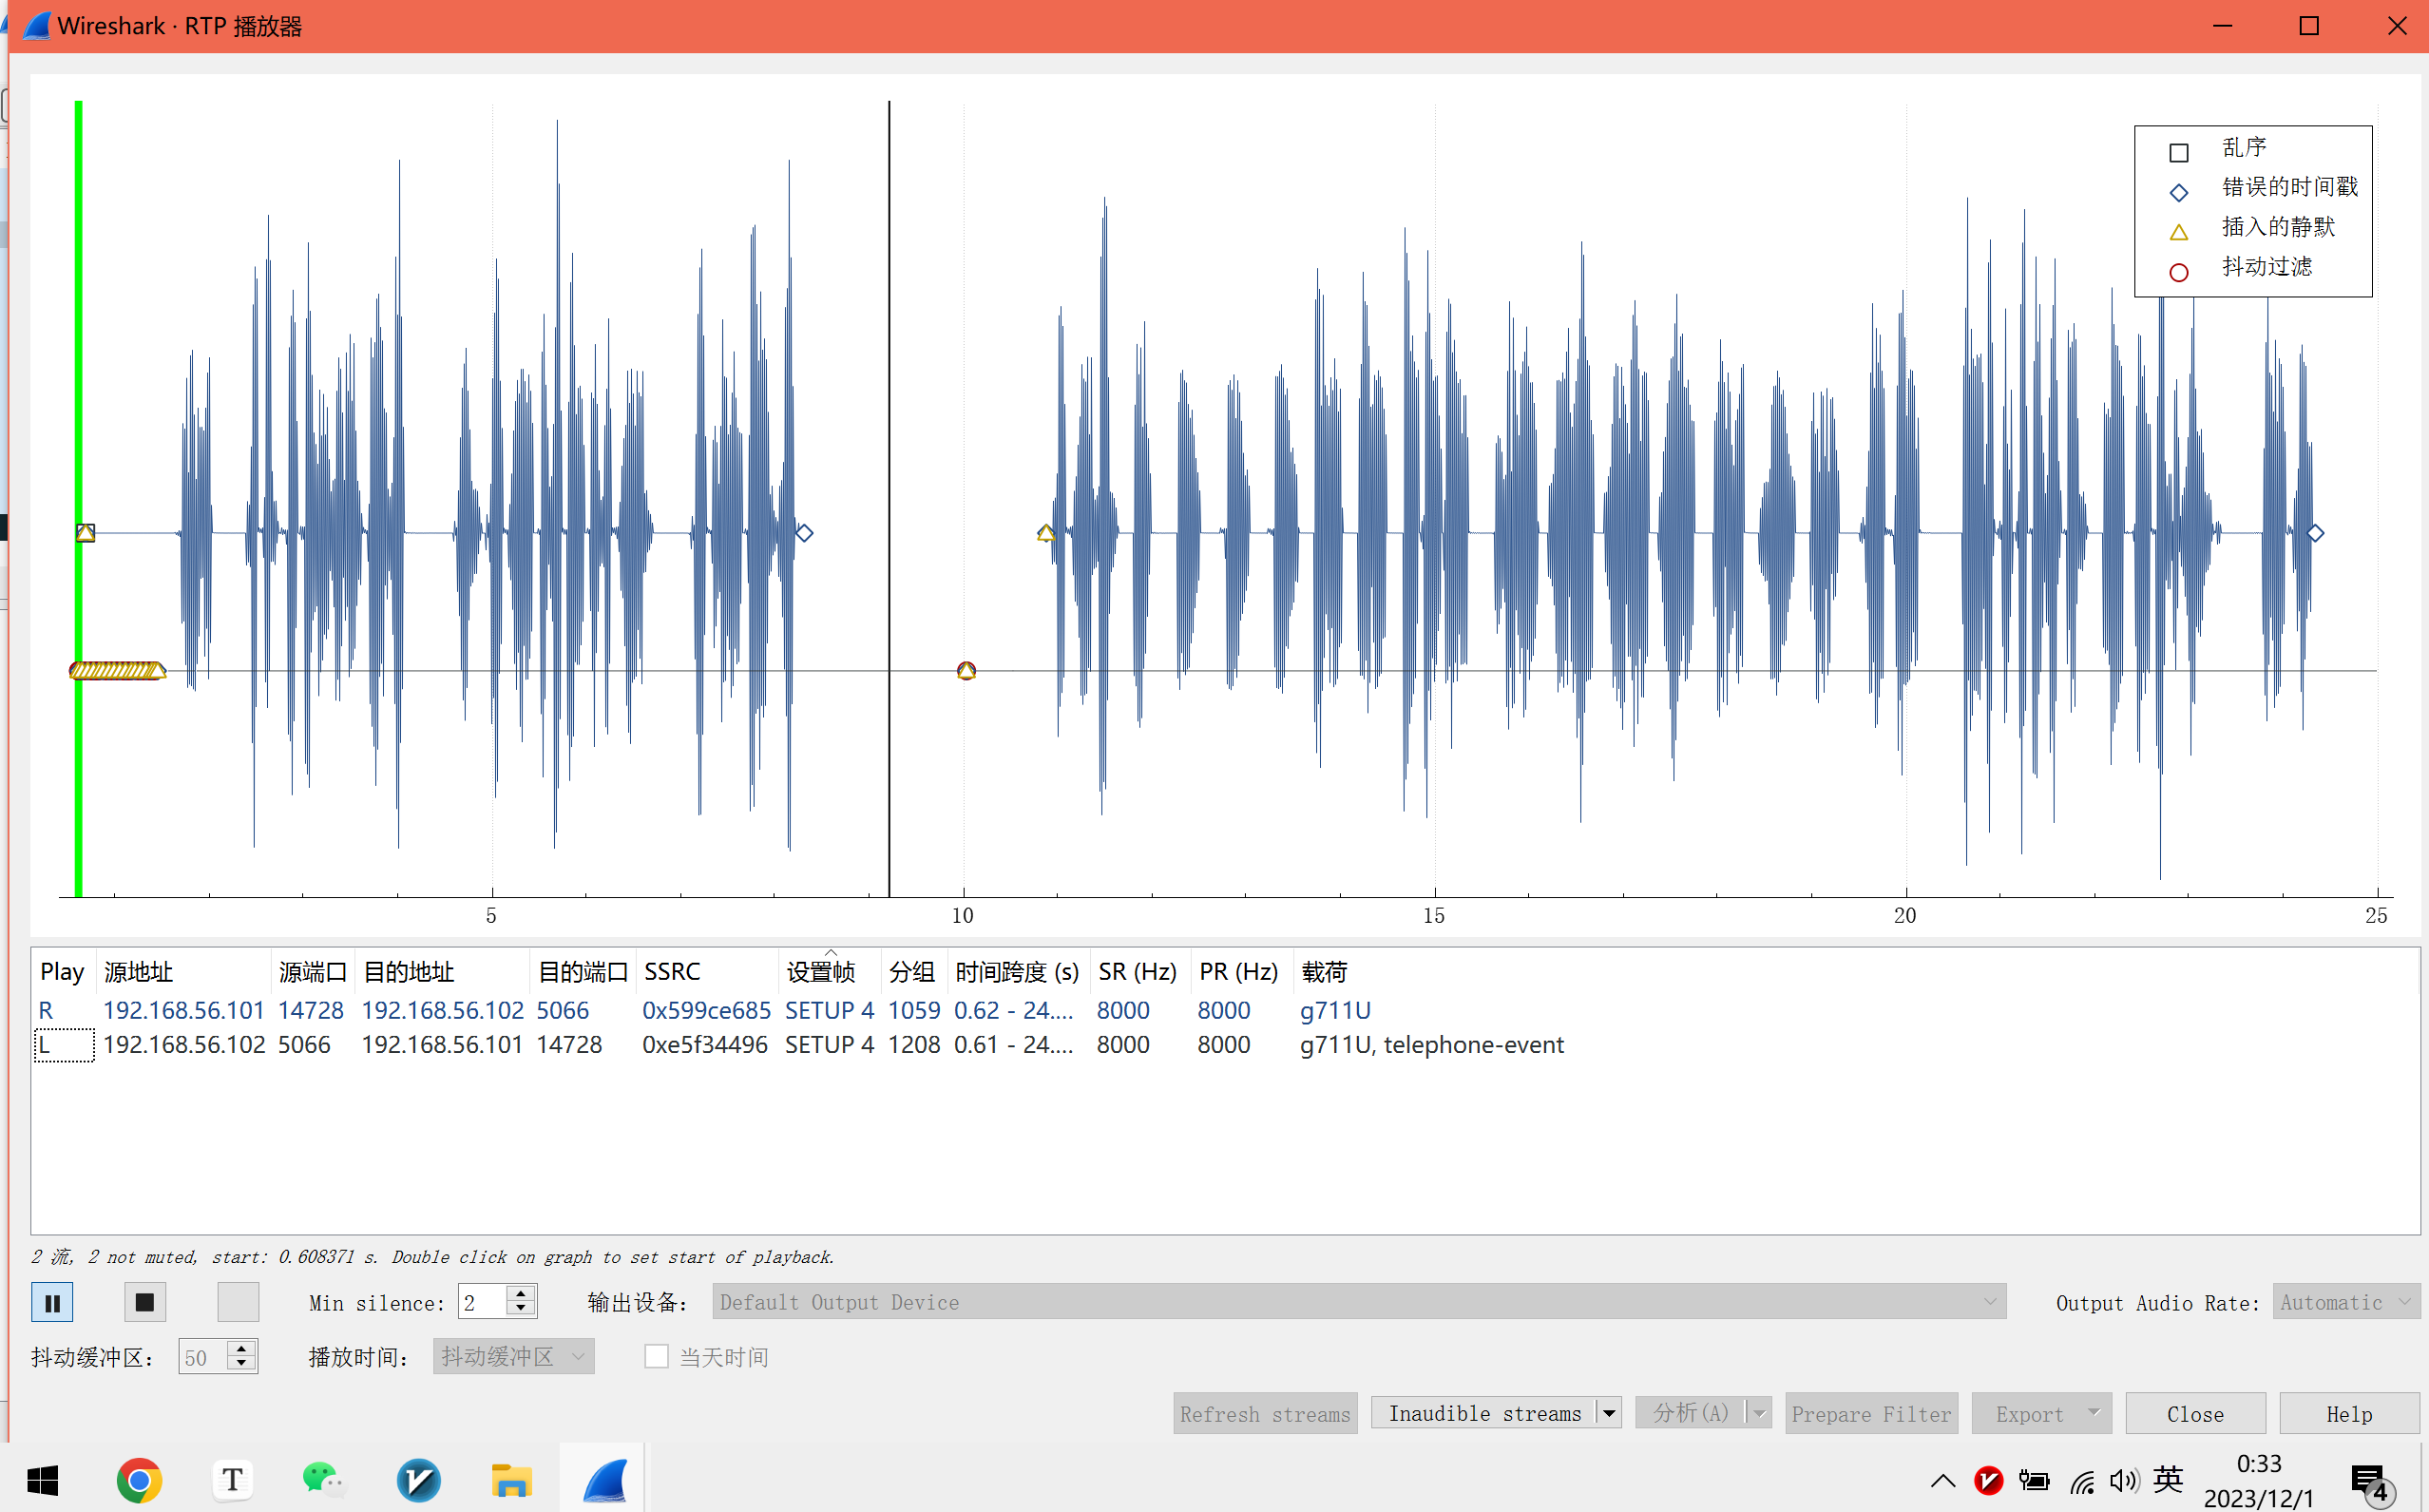 Wireshark · RTP 播放器
乱序
错误的时间戳
插入的静默
抖动过滤
5 10 15 20 25
Play 源地址 源端口 目的地址 目的端口 SSRC 设置帧 分组 时间跨度 (s) SR (Hz) PR (Hz) 载荷
R 192.168.56.101 14728 192.168.56.102 5066 0x599ce685 SETUP 4 1059 0.62 - 24.... 8000 8000 g711U
L 192.168.56.102 5066 192.168.56.101 14728 0xe5f34496 SETUP 4 1208 0.61 - 24.... 8000 8000 g711U, telephone-event
2 流, 2 not muted, start: 0.608371 s. Double click on graph to set start of playback.
Min silence: 2 输出设备: Default Output Device Output Audio Rate: Automatic
抖动缓冲区: 50 播放时间: 抖动缓冲区 当天时间
Refresh streams Inaudible streams 分析(A) Prepare Filter Export Close Help
T 英 0:33
2023/12/1 4